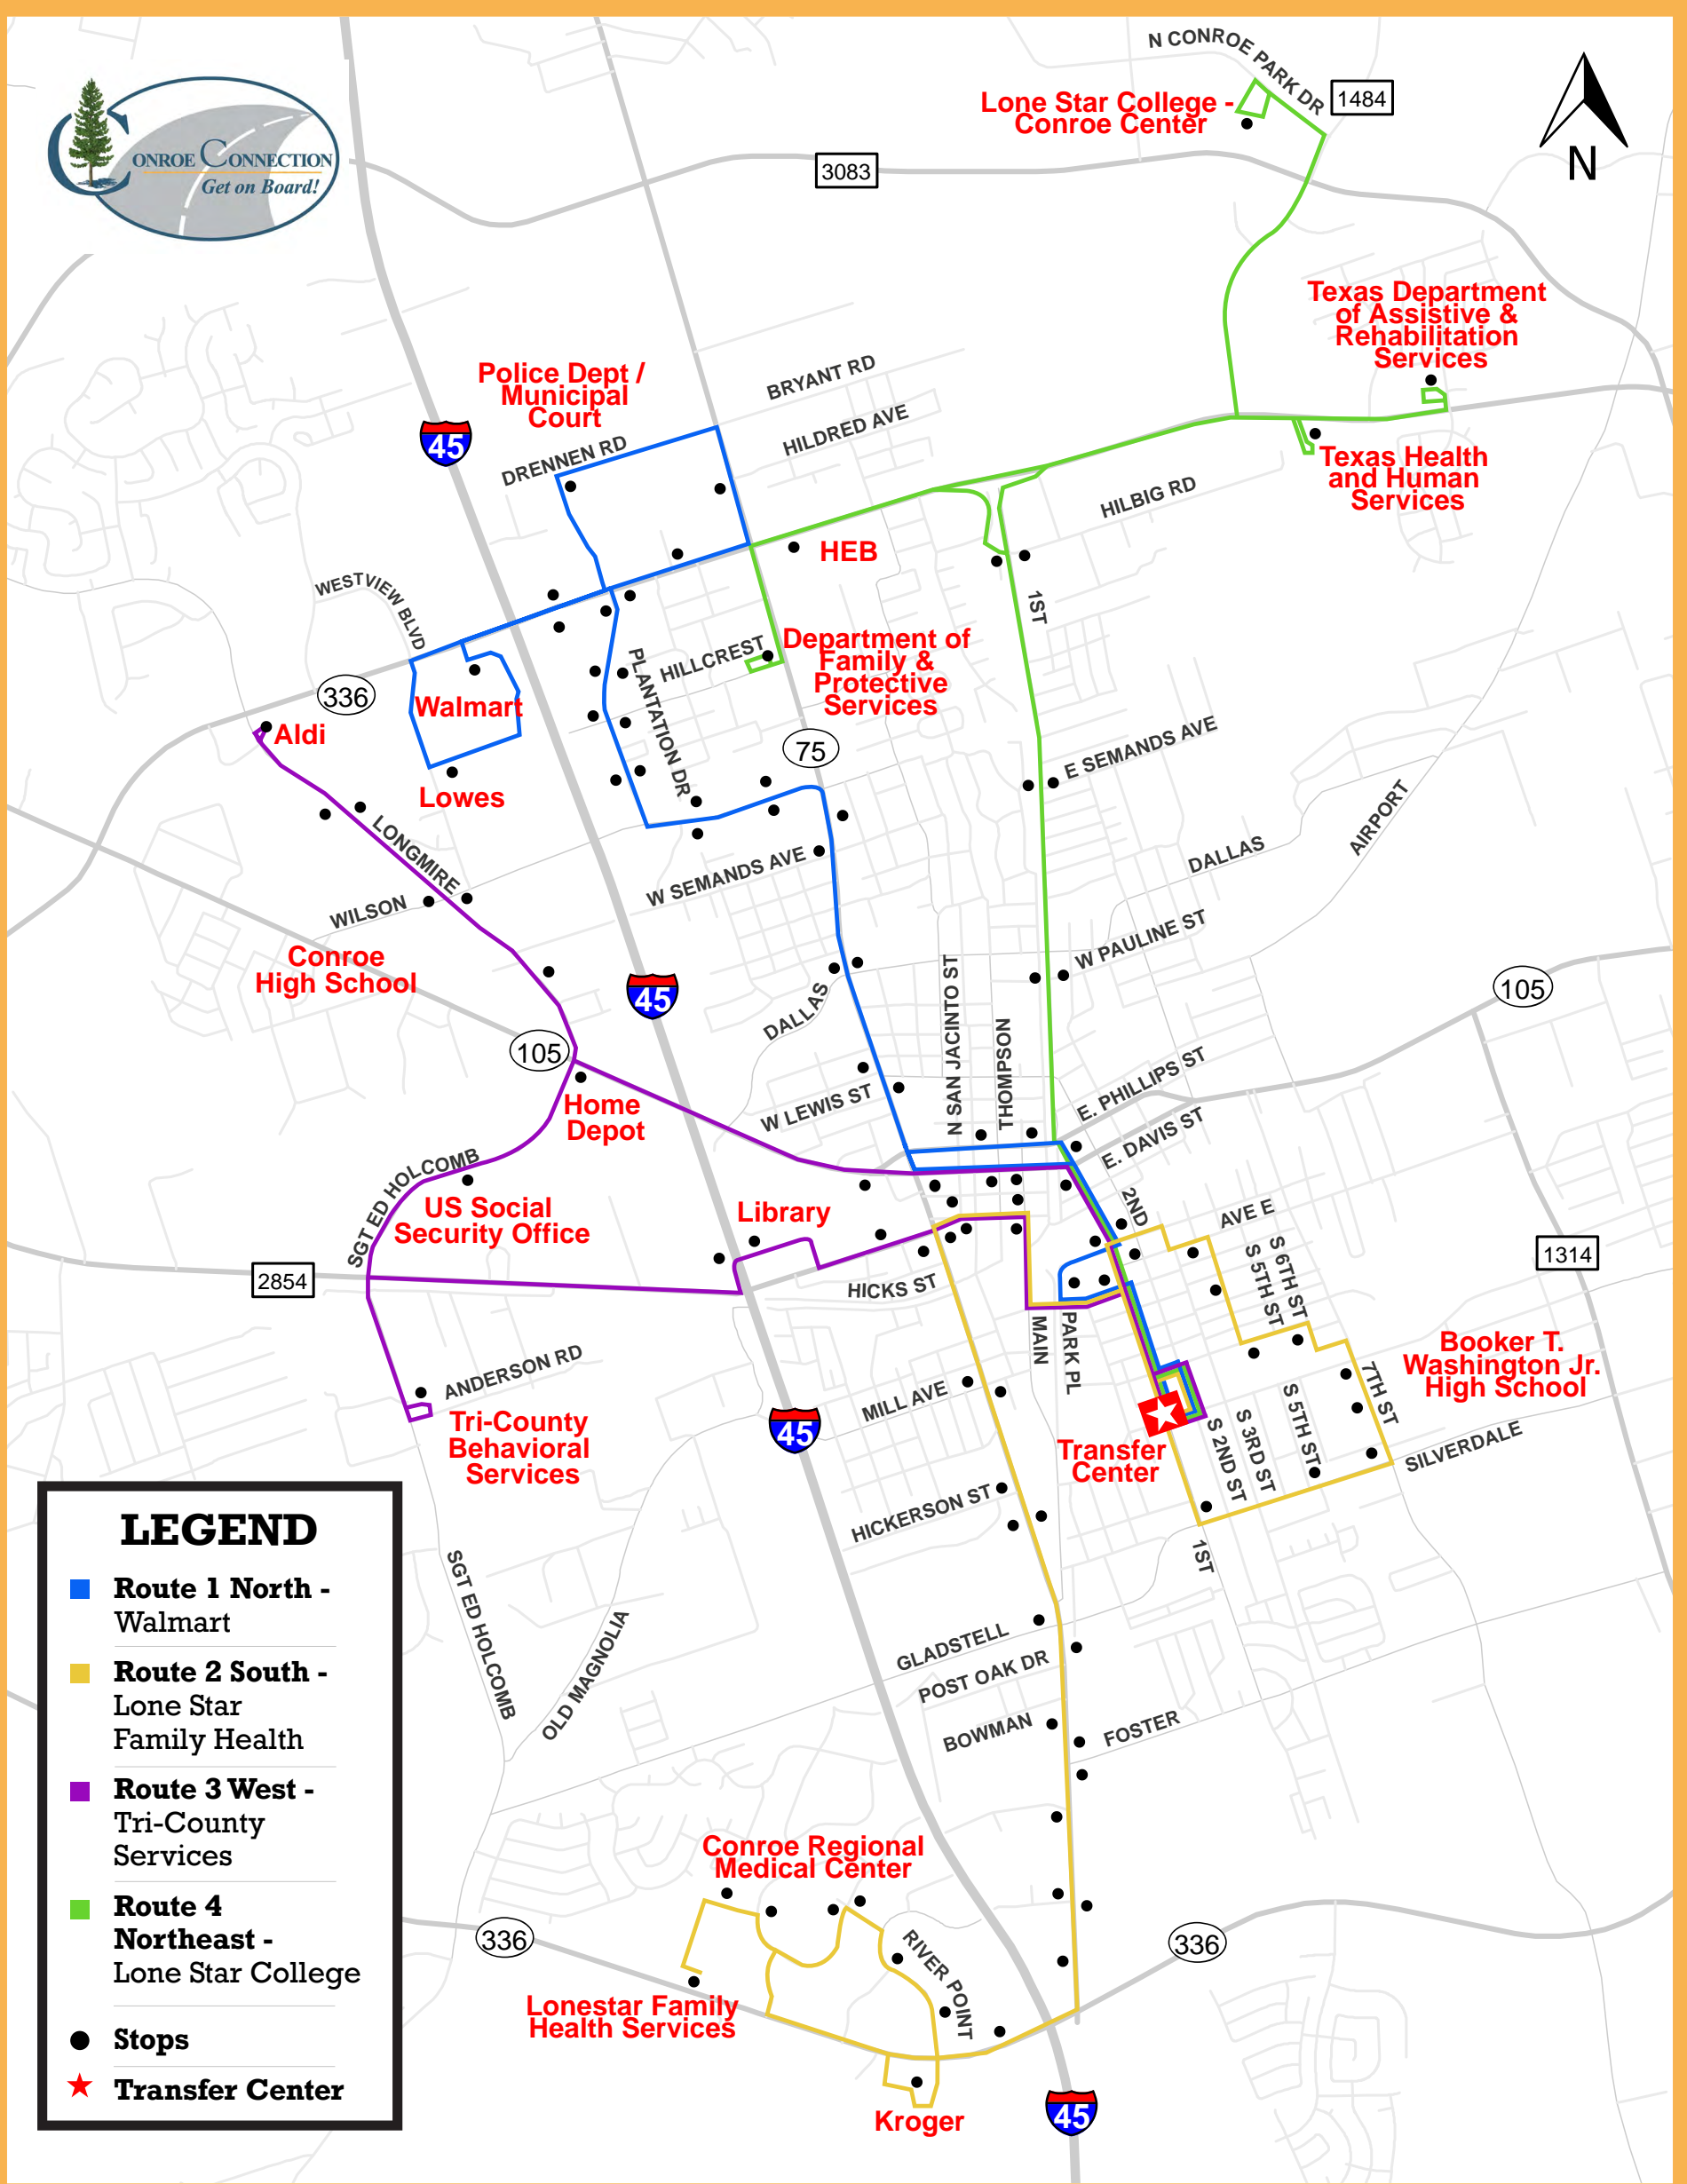 N CONROE PARK DR
1484
Lone Star College -
Conroe Center
CONROE CONNECTION
Get on Board!
N
3083
Texas Department
of Assistive &
Rehabilitation
Services
Police Dept /
Municipal
Court
BRYANT RD
HILDRED AVE
45
DRENNEN RD
Texas Health
and Human
Services
HILBIG RD
HEB
WESTVIEW BLVD
1ST
Department of
Family &
Protective
Services
HILLCREST
PLANTATION DR
336
Walmart
Aldi
75
E SEMANDS AVE
Lowes
LONGMIRE
AIRPORT
DALLAS
W SEMANDS AVE
WILSON
W PAULINE ST
Conroe
High School
45
N SAN JACINTO ST
105
DALLAS
THOMPSON
105
E. PHILLIPS ST
W LEWIS ST
Home
Depot
E. DAVIS ST
SGT ED HOLCOMB
US Social
Security Office
Library
2ND
AVE E
S 6TH ST
S 5TH ST
1314
2854
HICKS ST
MAIN
PARK PL
Booker T.
Washington Jr.
High School
ANDERSON RD
7TH ST
MILL AVE
S 5TH ST
Tri-County
Behavioral
Services
45
S 3RD ST
S 2ND ST
SILVERDALE
Transfer
Center
HICKERSON ST
1ST
SGT ED HOLCOMB
OLD MAGNOLIA
GLADSTELL
POST OAK DR
BOWMAN
FOSTER
Conroe Regional
Medical Center
336
RIVER POINT
336
Lonestar Family
Health Services
Kroger
45
LEGEND
Route 1 North -
Walmart
Route 2 South -
Lone Star
Family Health
Route 3 West -
Tri-County
Services
Route 4
Northeast -
Lone Star College
Stops
Transfer Center